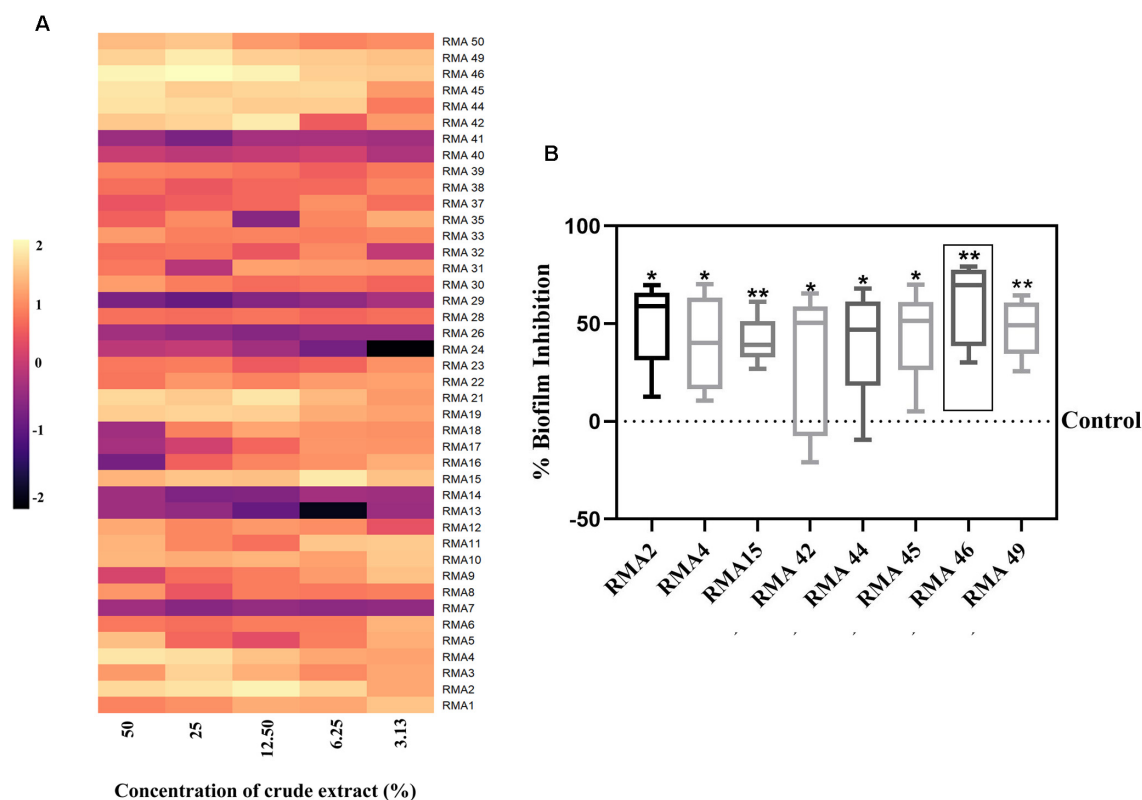 A
RMA 50
RMA 49
RMA 46
RMA 45
RMA 44
RMA 42
RMA 41
RMA 40
RMA 39
RMA 38
RMA 37
RMA 35
RMA 33
RMA 32
RMA 31
RMA 30
RMA 29
RMA 28
RMA 26
RMA 24
RMA 23
RMA 22
RMA 21
RMA19
RMA18
RMA17
RMA16
RMA15
RMA14
RMA13
RMA12
RMA11
RMA10
RMA9
RMA8
RMA7
RMA6
RMA5
RMA4
RMA3
RMA2
RMA1
2
1
0
-1
-2
50 25 12.50 6.25 3.13
Concentration of crude extract (%)
B
% Biofilm Inhibition
100
50
0
-50
* * ** * * * ** **
Control
RMA2 RMA4 RMA15 RMA 42 RMA 44 RMA 45 RMA 46 RMA 49